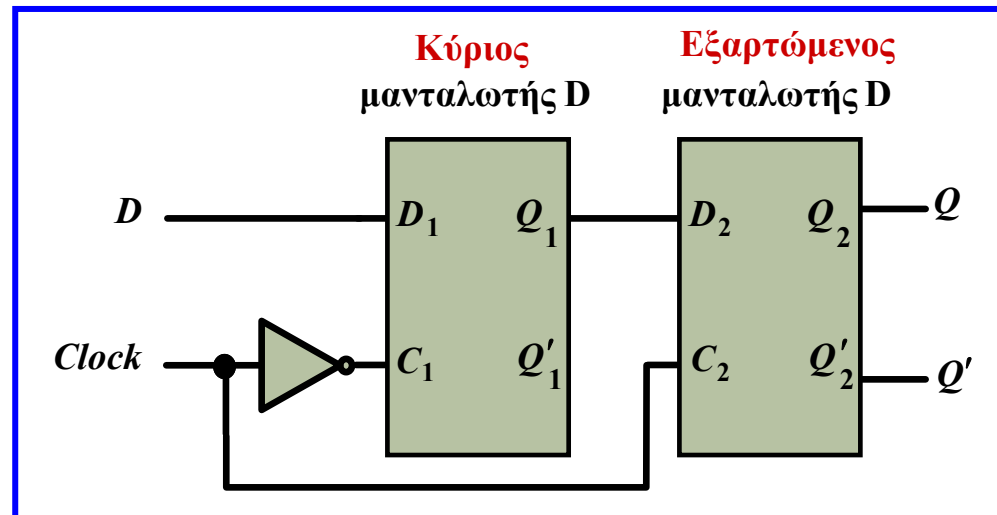 Κύριος
μανταλωτής D
Εξαρτώμενος
μανταλωτής D
D
D₁
Q₁
D₂
Q₂
Q
Clock
C₁
Q′₁
C₂
Q′₂
Q'